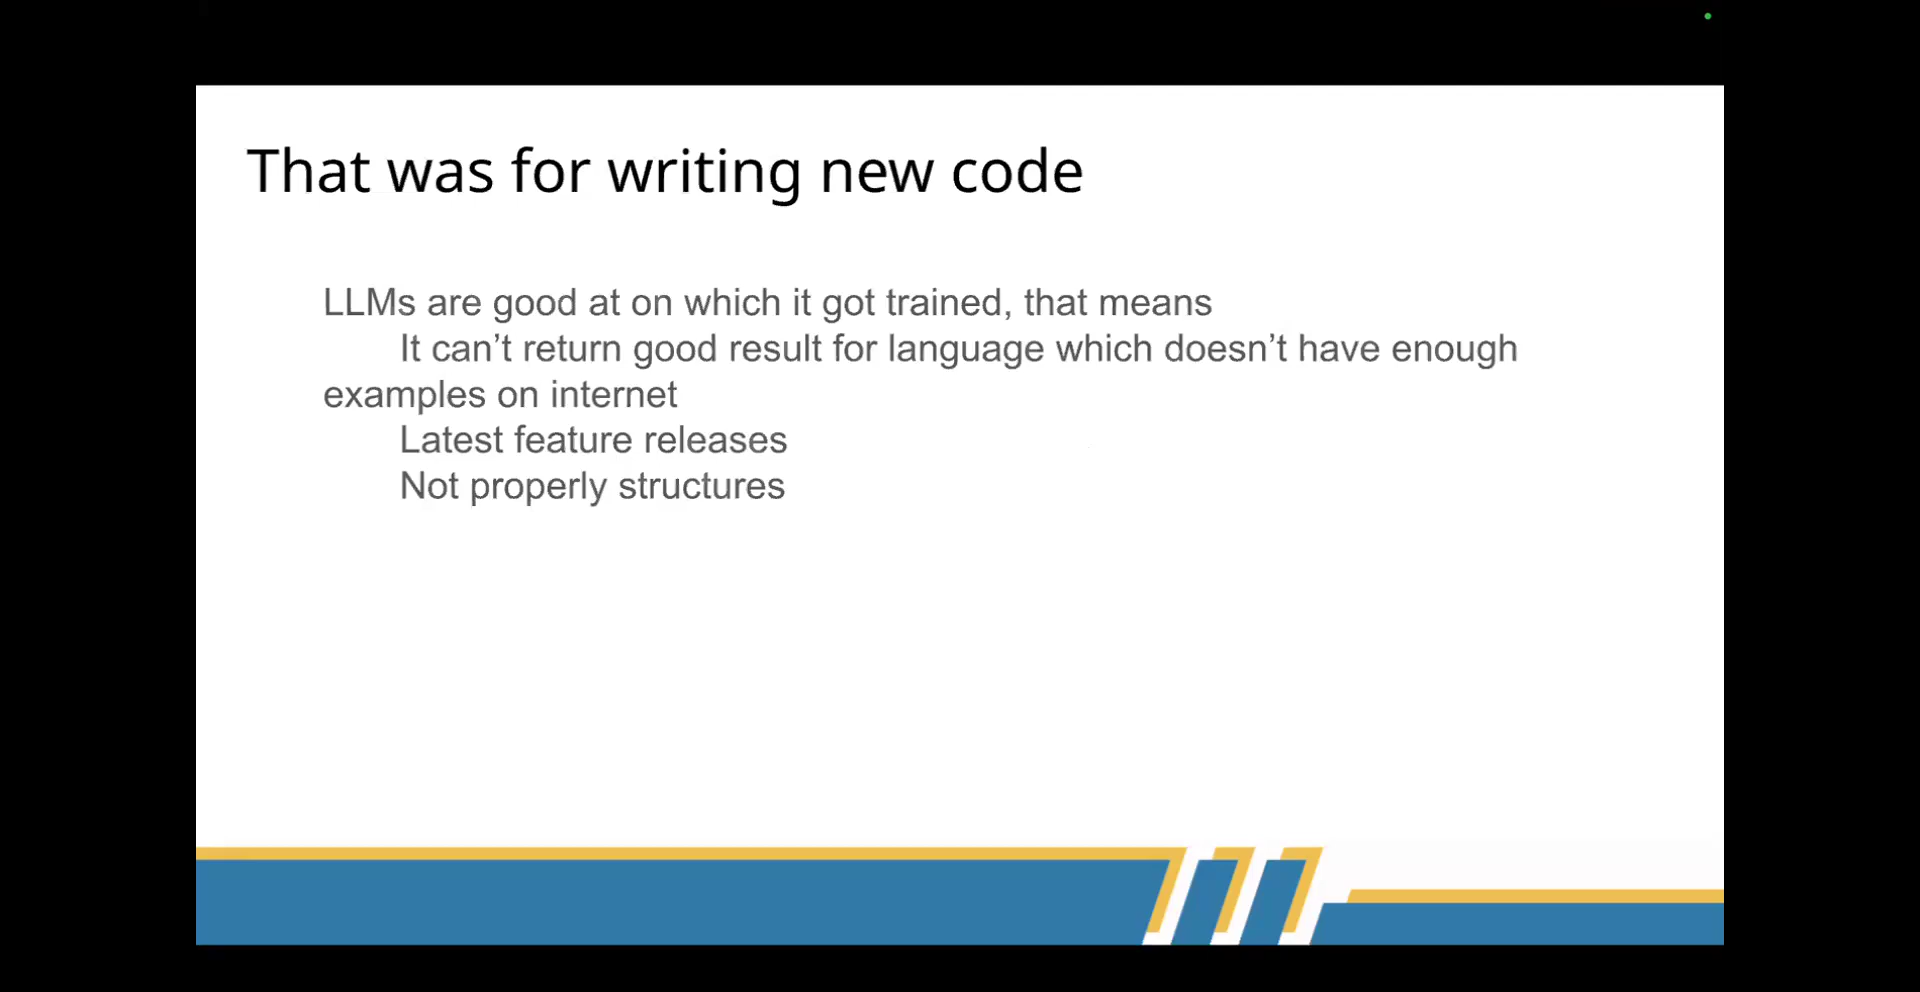 That was for writing new code
LLMs are good at on which it got trained, that means
It can’t return good result for language which doesn’t have enough
examples on internet
Latest feature releases
Not properly structures